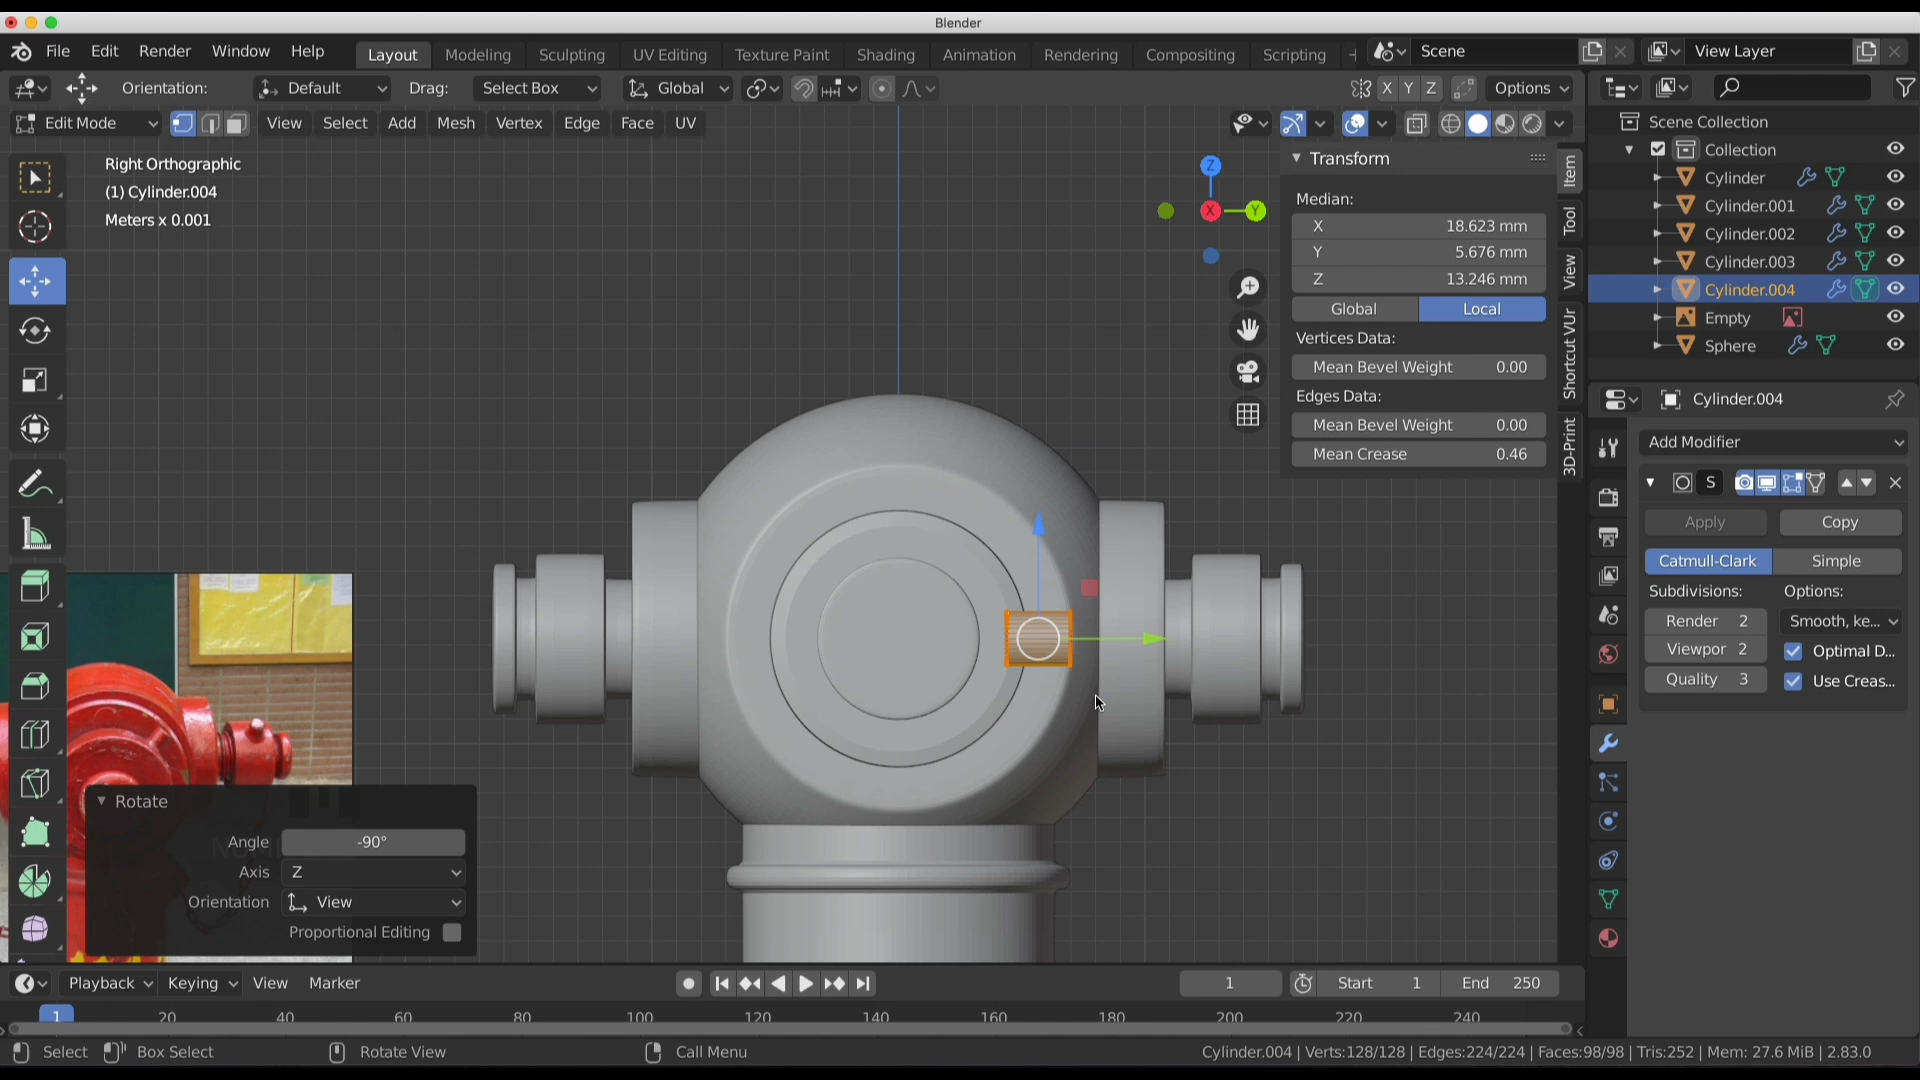 Blender
File Edit Render Window Help Layout Modeling Sculpting UV Editing Texture Paint Shading Animation Rendering Compositing Scripting Scene View Layer
Orientation: Default Drag: Select Box Global X Y Z Options
Edit Mode View Select Add Mesh Vertex Edge Face UV
Right Orthographic
(1) Cylinder.004
Meters x 0.001
Z
X
Y
Transform
Median:
X 18.623 mm
Y 5.676 mm
Z 13.246 mm
Global Local
Vertices Data:
Mean Bevel Weight 0.00
Edges Data:
Mean Bevel Weight 0.00
Mean Crease 0.46
Item
Tool
View
Shortcut VUr
3D-Print
Scene Collection
Collection
Cylinder
Cylinder.001
Cylinder.002
Cylinder.003
Cylinder.004
Empty
Sphere
Cylinder.004
Add Modifier
S
Apply Copy
Catmull-Clark Simple
Subdivisions: Options:
Render 2 Smooth, ke...
Viewpor 2 Optimal D...
Quality 3 Use Creas...
Rotate
Angle -90°
Axis Z
Orientation View
Proportional Editing
Playback Keying View Marker 1 Start 1 End 250
1 20 40 60 80 100 120 140 160 180 200 220 240
Select Box Select Rotate View Call Menu Cylinder.004 | Verts:128/128 | Edges:224/224 | Faces:98/98 | Tris:252 | Mem: 27.6 MiB | 2.83.0